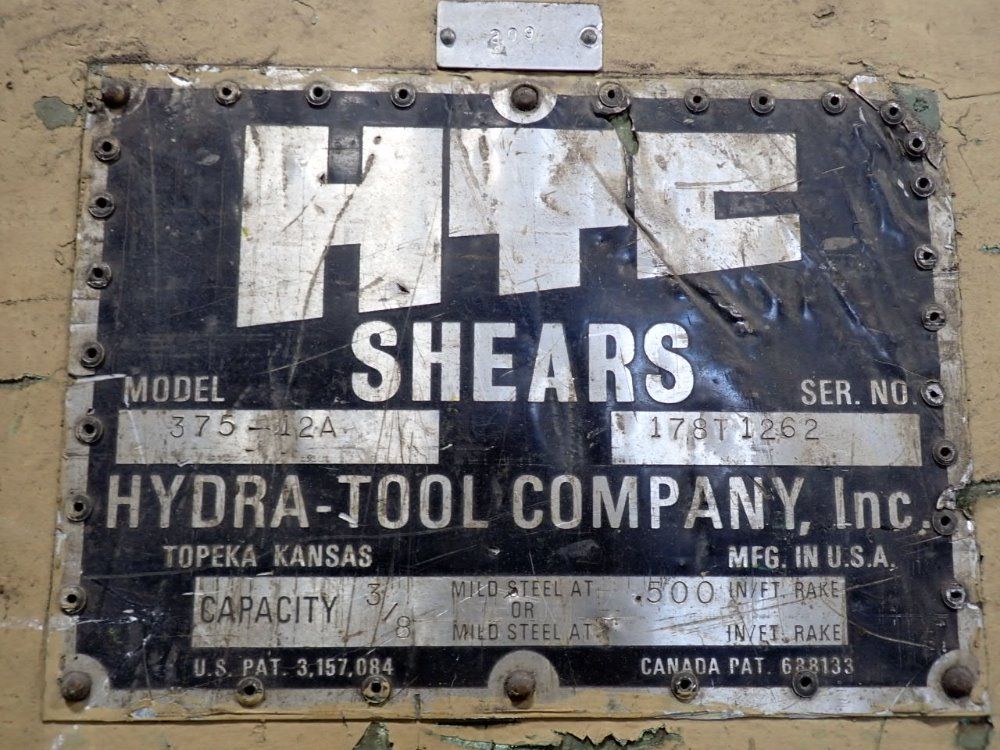 209
HTC
SHEARS
MODEL SER. NO.
375-12A 178T1262
HYDRA-TOOL COMPANY, Inc.
TOPEKA KANSAS MFG. IN U.S.A.
CAPACITY 3/8 MILD STEEL AT .500 IN/FT. RAKE
OR
MILD STEEL AT IN/FT. RAKE
U.S. PAT. 3,157,084 CANADA PAT. 688133